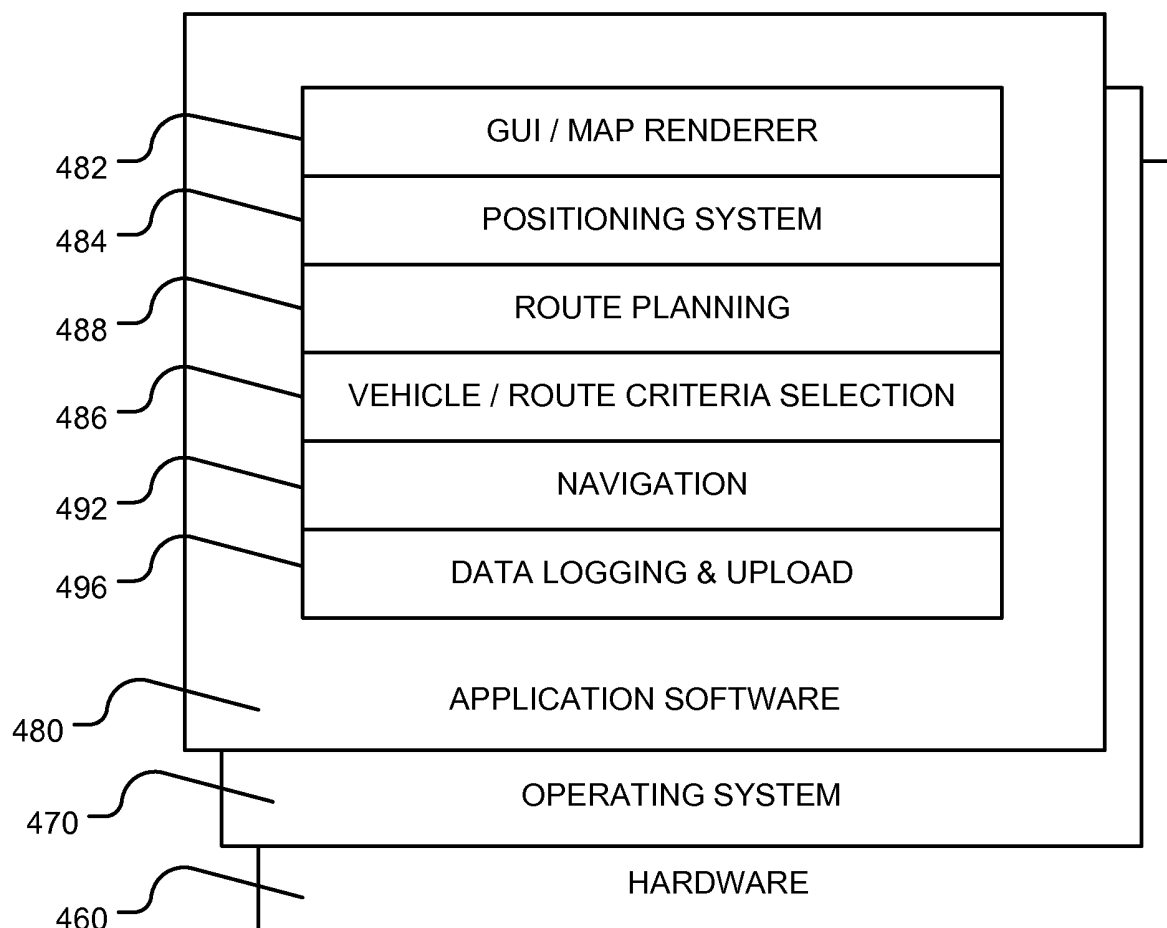 GUI / MAP RENDERER
482
POSITIONING SYSTEM
484
ROUTE PLANNING
488
VEHICLE / ROUTE CRITERIA SELECTION
486
NAVIGATION
492
DATA LOGGING & UPLOAD
496
APPLICATION SOFTWARE
480
OPERATING SYSTEM
470
HARDWARE
460